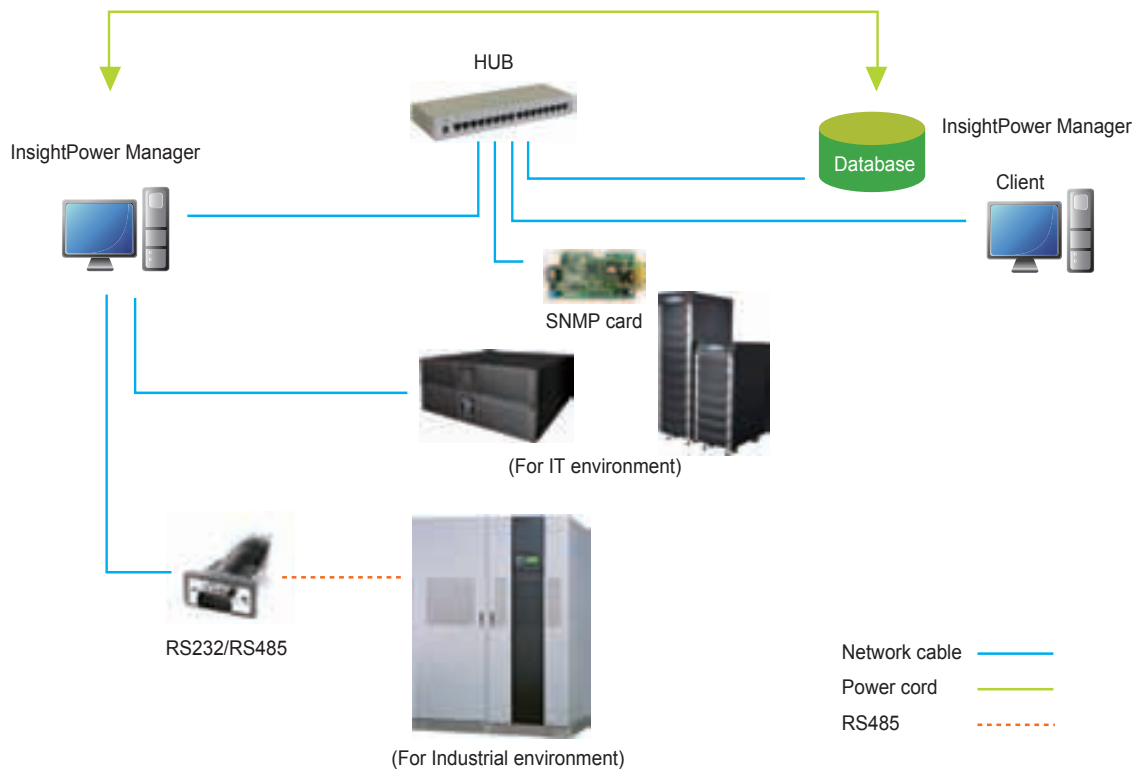 HUB
InsightPower Manager
InsightPower Manager
Database
Client
SNMP card
(For IT environment)
RS232/RS485
Network cable
Power cord
RS485
(For Industrial environment)